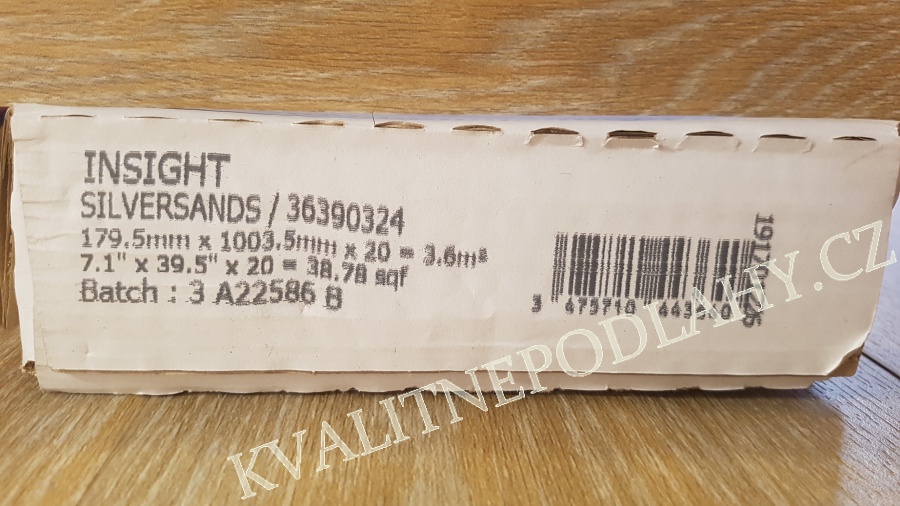 INSIGHT
SILVERSANDS / 36390324
179.5mm x 1003.5mm x 20 = 3.6m²
7.1" x 39.5" x 20 = 38.78 sqf
Batch : 3 A22586 B
KVALITNEPODLAHY.CZ